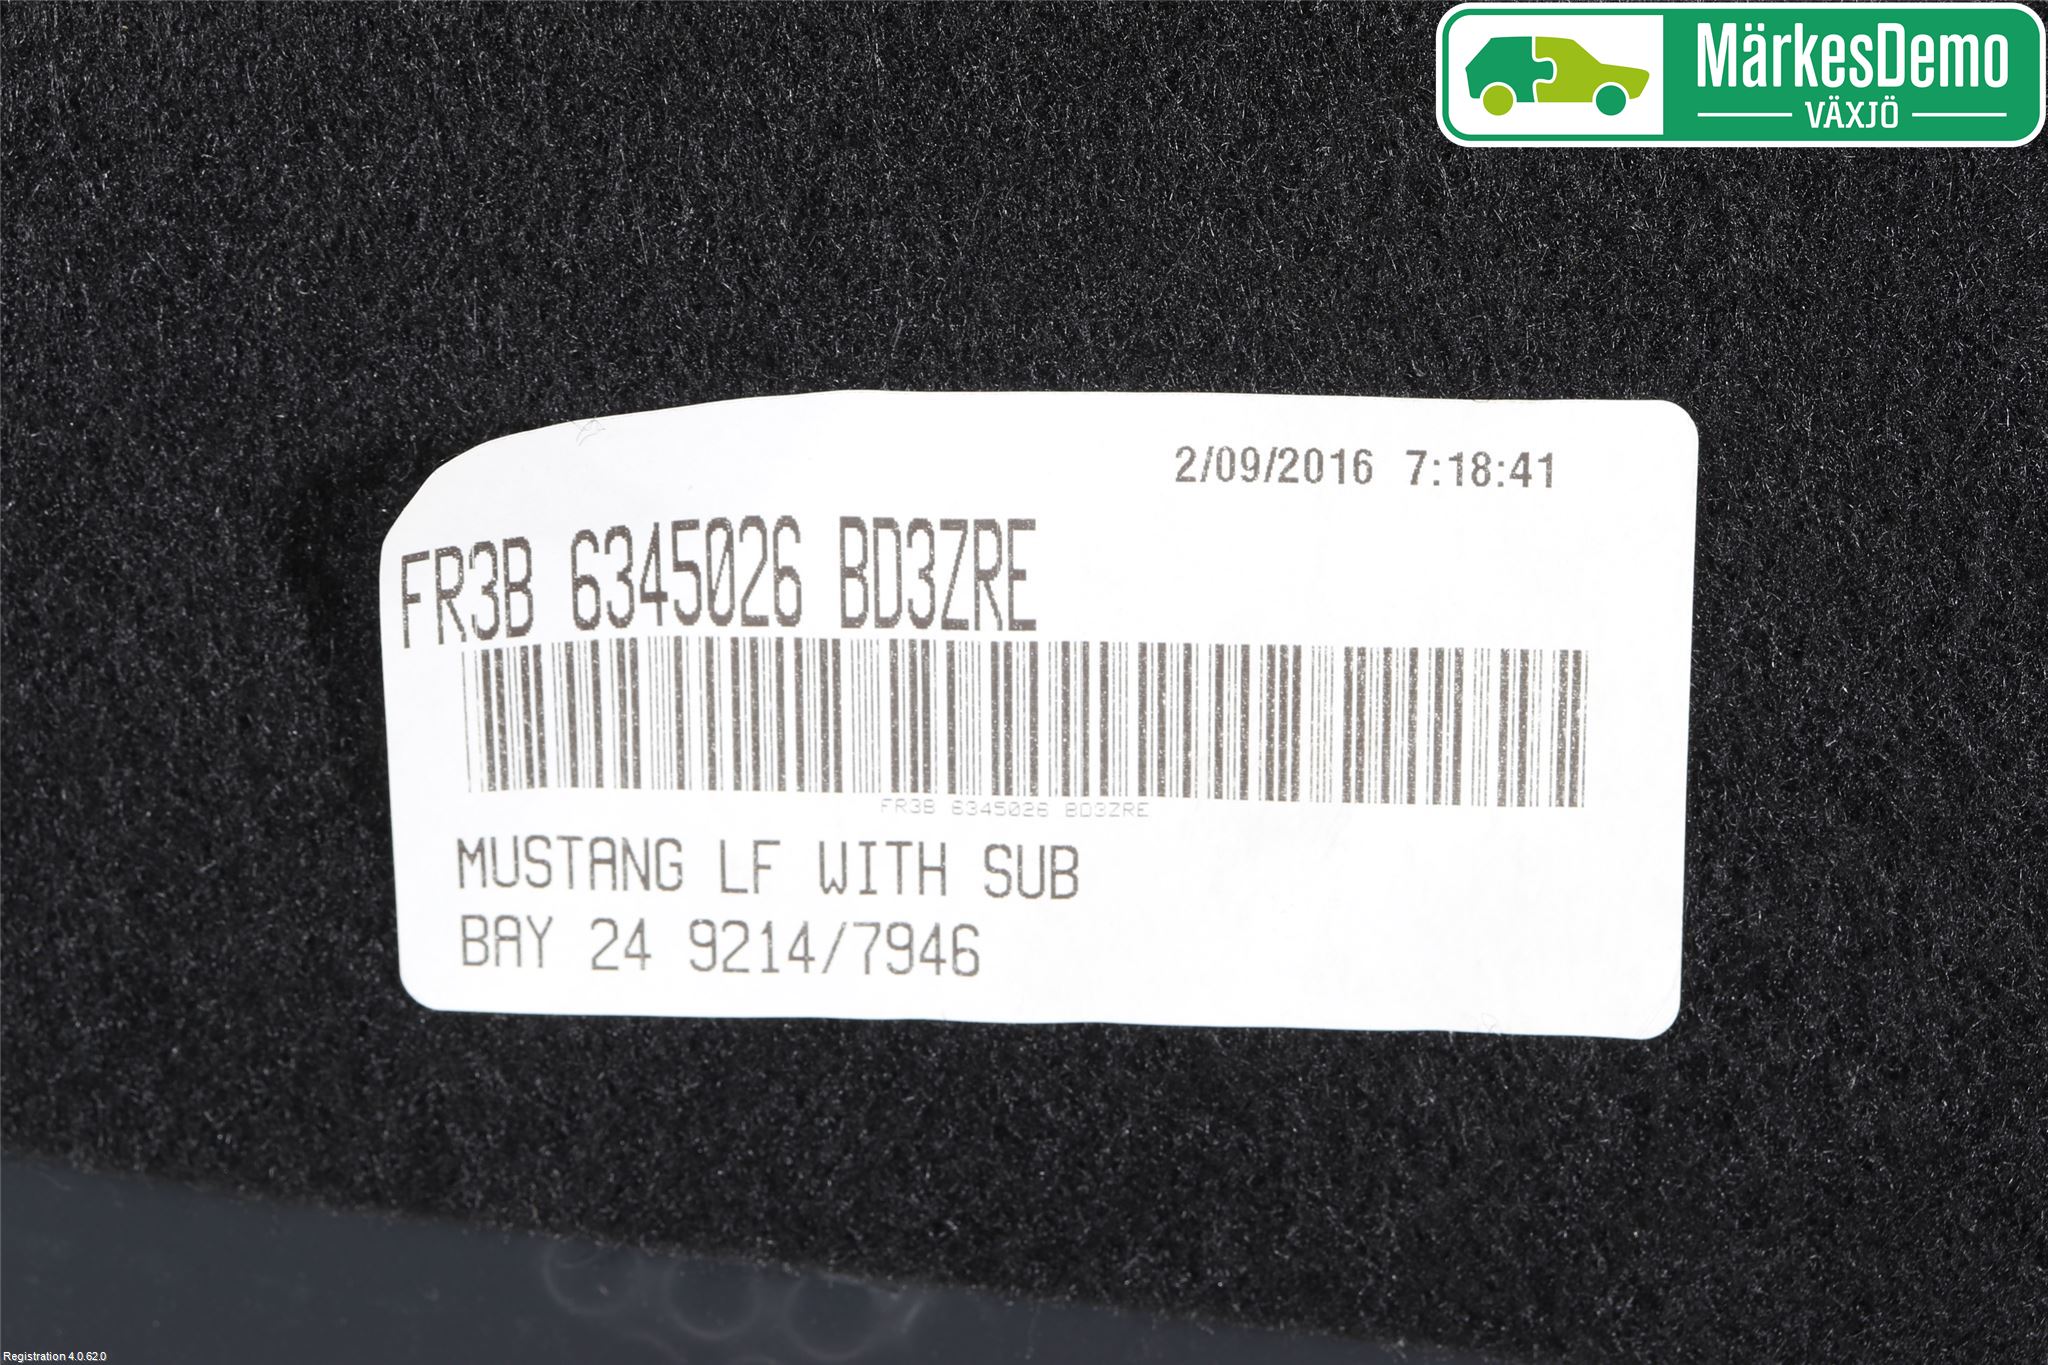 MärkesDemo
VÄXJÖ
2/09/2016 7:18:41
FR3B 6345026 BD3ZRE
FR3B 6345026 BD3ZRE
MUSTANG LF WITH SUB
BAY 24 9214/7946
Registration 4.0.62.0